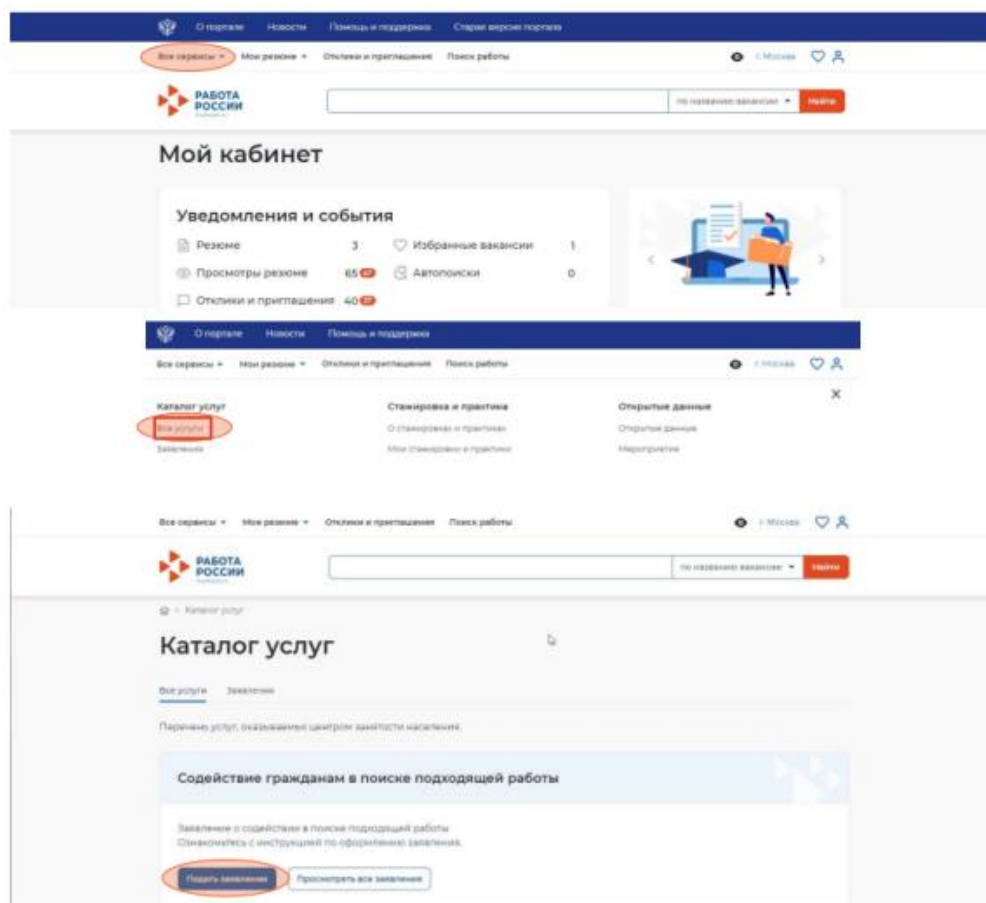 О портале Новости Помощь и поддержка Старая версия портала
Все сервисы Мои резюме Отклики и приглашения Поиск работы г. Москва
РАБОТА
РОССИИ
по названию вакансии Найти
Мой кабинет
Уведомления и события
Резюме 3 Избранные вакансии 1
Просмотры резюме 65 Автопоиски 0
Отклики и приглашения 40
О портале Новости Помощь и поддержка
Все сервисы Мои резюме Отклики и приглашения Поиск работы г. Москва
Каталог услуг Стажировка и практика Открытые данные
Все услуги О стажировках и практиках Открытые данные
Заявления Мои стажировки и практики Мероприятия
Все сервисы Мои резюме Отклики и приглашения Поиск работы г. Москва
РАБОТА
РОССИИ
по названию вакансии Найти
Каталог услуг
Каталог услуг
Все услуги Заявления
Перечень услуг, оказываемых центром занятости населения.
Содействие гражданам в поиске подходящей работы
Заявление о содействии в поиске подходящей работы
Ознакомьтесь с инструкцией по оформлению заявления.
Подать заявление Просмотреть все заявления